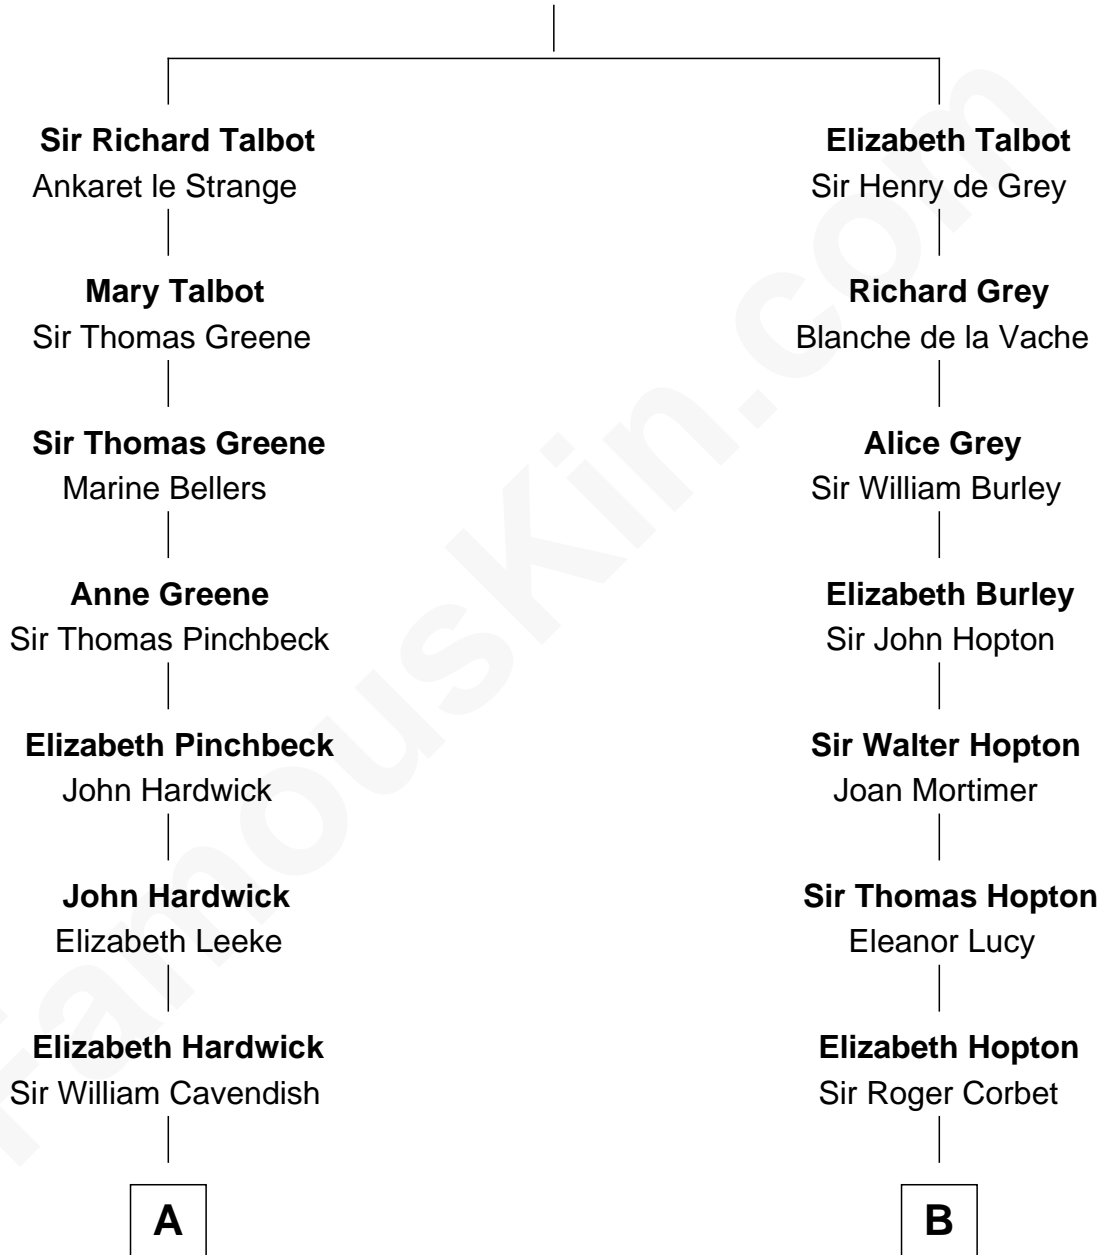 Sir Richard Talbot
Ankaret le Strange
Mary Talbot
Sir Thomas Greene
Sir Thomas Greene
Marine Bellers
Anne Greene
Sir Thomas Pinchbeck
Elizabeth Pinchbeck
John Hardwick
John Hardwick
Elizabeth Leeke
Elizabeth Hardwick
Sir William Cavendish
A
Elizabeth Talbot
Sir Henry de Grey
Richard Grey
Blanche de la Vache
Alice Grey
Sir William Burley
Elizabeth Burley
Sir John Hopton
Sir Walter Hopton
Joan Mortimer
Sir Thomas Hopton
Eleanor Lucy
Elizabeth Hopton
Sir Roger Corbet
B
FamousKin.com